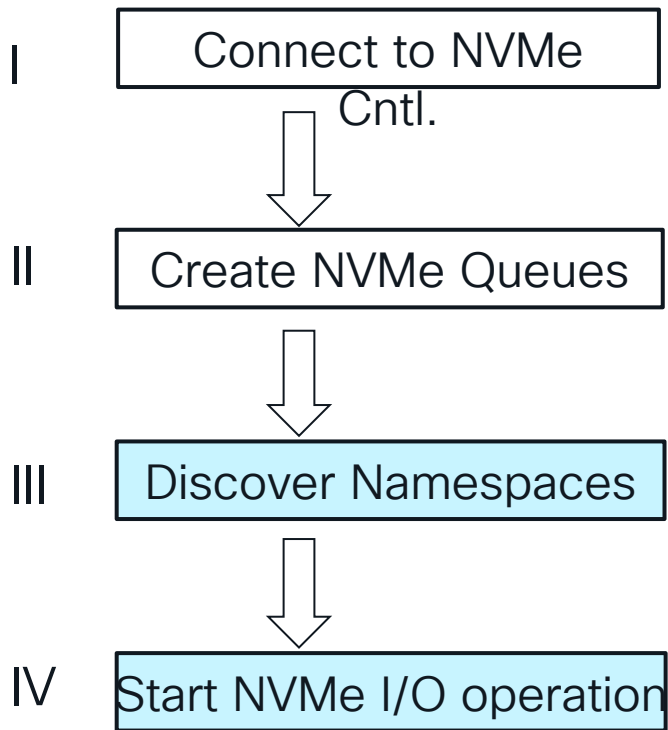 I
Connect to NVMe
Cntl.
II
Create NVMe Queues
III
Discover Namespaces
IV
Start NVMe I/O operation